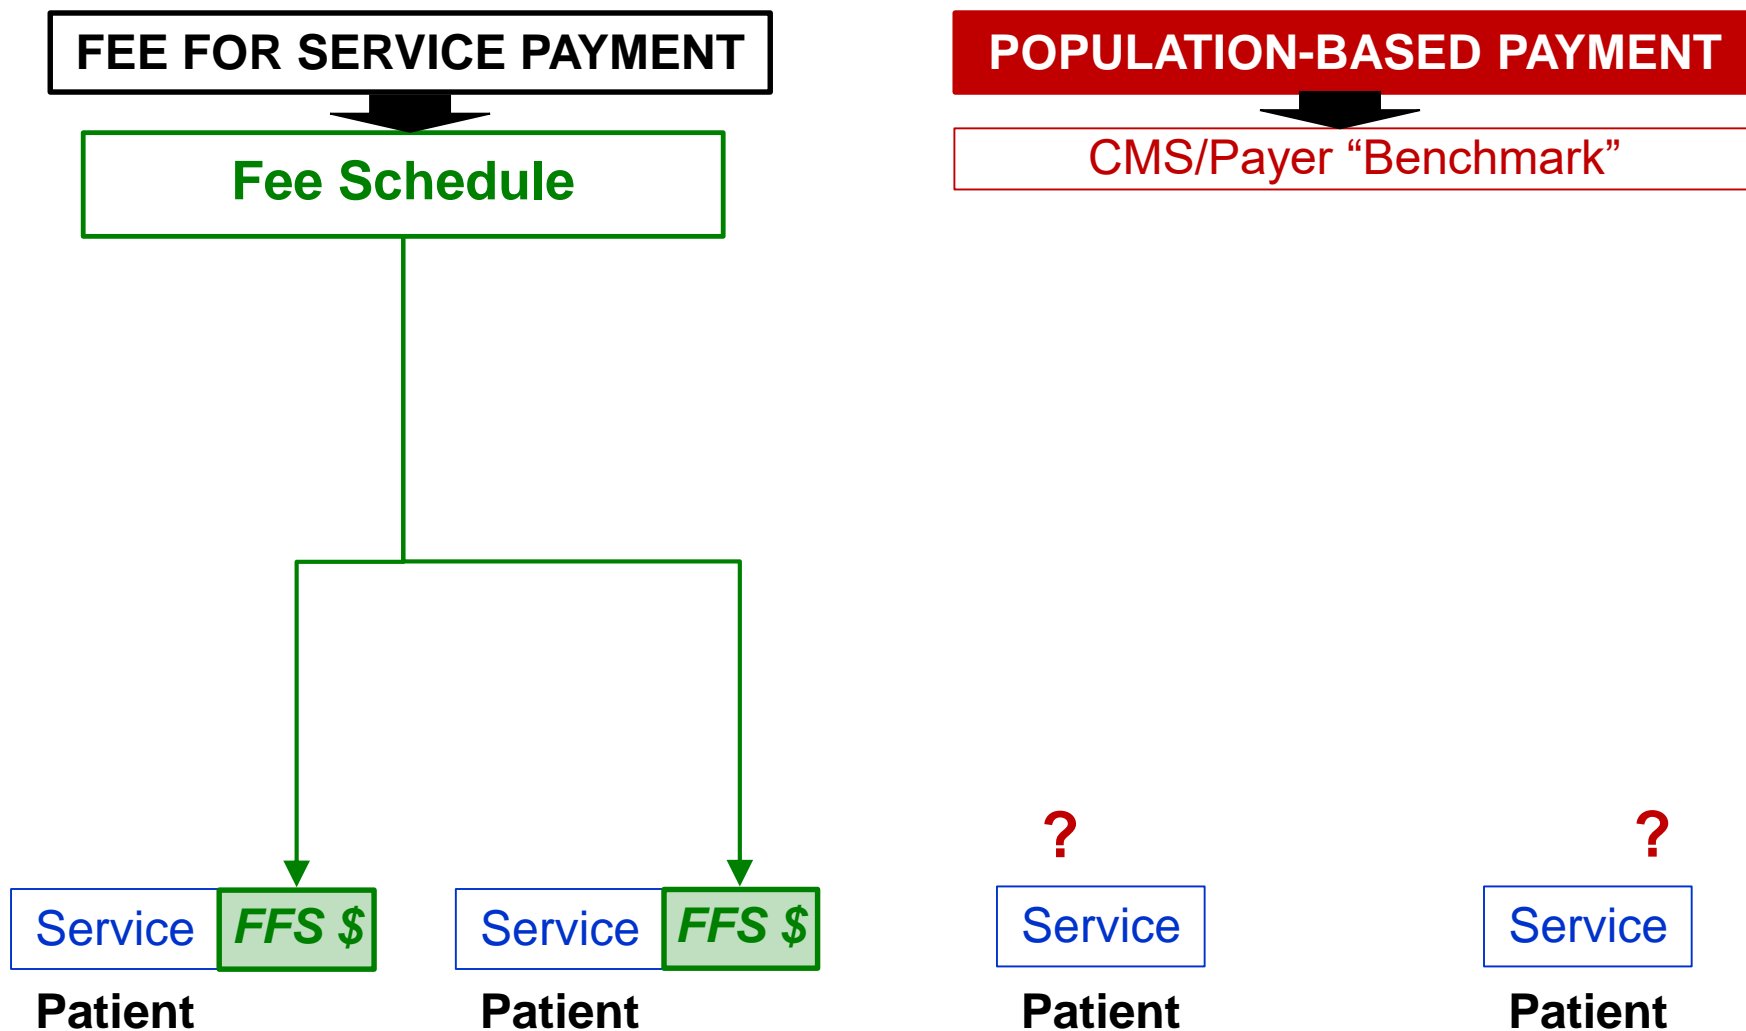 FEE FOR SERVICE PAYMENT
POPULATION-BASED PAYMENT
Fee Schedule
CMS/Payer “Benchmark”
? ?
Service FFS $ Service FFS $ Service Service
Patient Patient Patient Patient